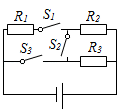 R₁ S₁ R₂
S₂
S₃ R₃